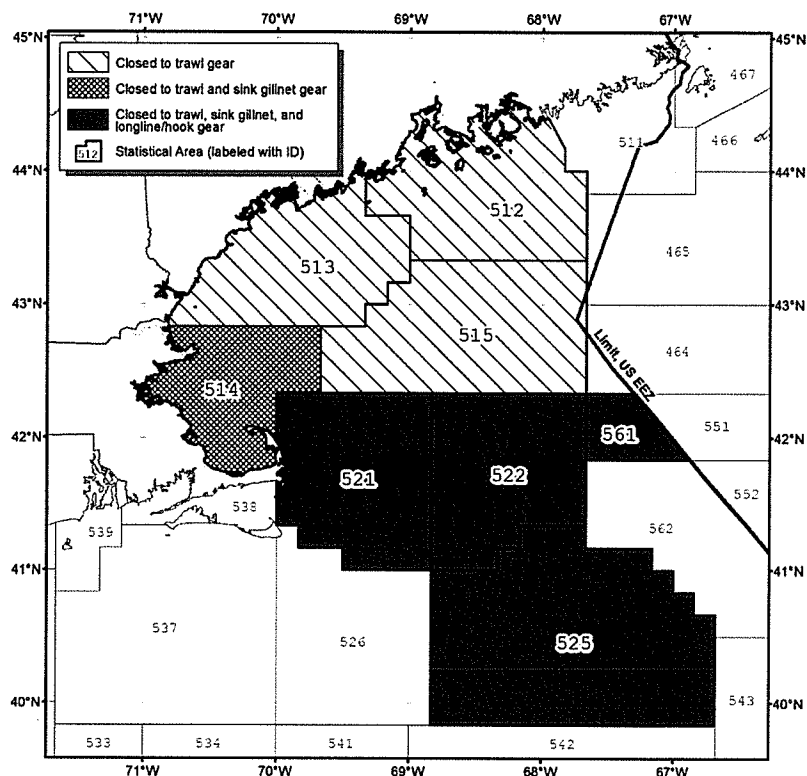 71°W 70°W 69°W 68°W 67°W
45°N 45°N
Closed to trawl gear
Closed to trawl and sink gillnet gear
Closed to trawl, sink gillnet, and
longline/hook gear
512 Statistical Area (labeled with ID)
467
511 466
44°N 44°N
512
465
513
43°N 43°N
515
Limit, US EEZ
464
514
551
42°N 561 42°N
521 522
552
538
539 562
41°N 41°N
537 526 525
40°N 543 40°N
533 534 541 542
71°W 70°W 69°W 68°W 67°W